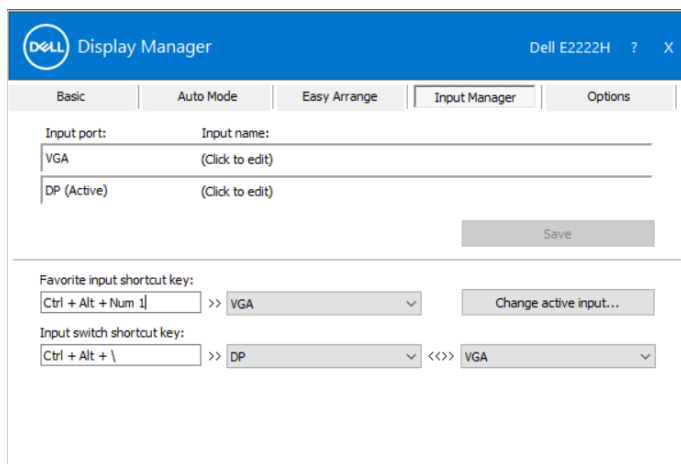 DELL Display Manager Dell E2222H ? X
Basic Auto Mode Easy Arrange Input Manager Options
Input port: Input name:
VGA (Click to edit)
DP (Active) (Click to edit)
Save
Favorite input shortcut key:
Ctrl + Alt + Num 1 >> VGA Change active input...
Input switch shortcut key:
Ctrl + Alt + \ >> DP <<>> VGA